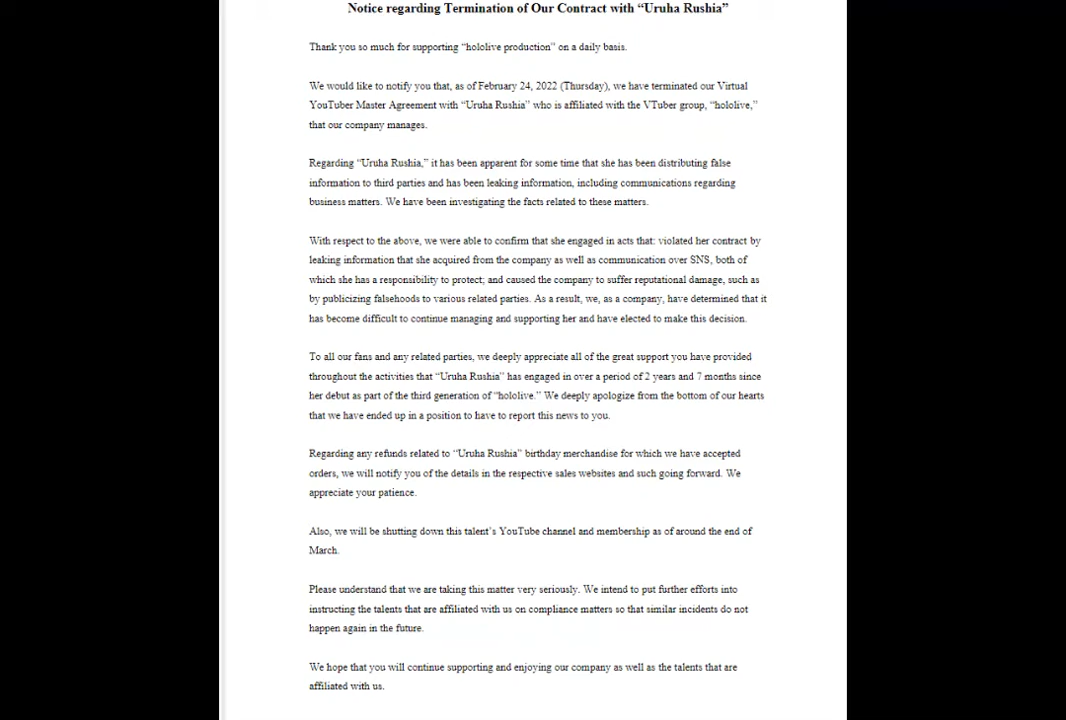 Notice regarding Termination of Our Contract with “Uruha Rushia”
Thank you so much for supporting “hololive production” on a daily basis.
We would like to notify you that, as of February 24, 2022 (Thursday), we have terminated our Virtual
YouTuber Master Agreement with “Uruha Rushia” who is affiliated with the VTuber group, “hololive,”
that our company manages.
Regarding “Uruha Rushia,” it has been apparent for some time that she has been distributing false
information to third parties and has been leaking information, including communications regarding
business matters. We have been investigating the facts related to these matters.
With respect to the above, we were able to confirm that she engaged in acts that: violated her contract by
leaking information that she acquired from the company as well as communication over SNS, both of
which she has a responsibility to protect; and caused the company to suffer reputational damage, such as
by publicizing falsehoods to various related parties. As a result, we, as a company, have determined that it
has become difficult to continue managing and supporting her and have elected to make this decision.
To all our fans and any related parties, we deeply appreciate all of the great support you have provided
throughout the activities that “Uruha Rushia” has engaged in over a period of 2 years and 7 months since
her debut as part of the third generation of “hololive.” We deeply apologize from the bottom of our hearts
that we have ended up in a position to have to report this news to you.
Regarding any refunds related to “Uruha Rushia” birthday merchandise for which we have accepted
orders, we will notify you of the details in the respective sales websites and such going forward. We
appreciate your patience.
Also, we will be shutting down this talent’s YouTube channel and membership as of around the end of
March.
Please understand that we are taking this matter very seriously. We intend to put further efforts into
instructing the talents that are affiliated with us on compliance matters so that similar incidents do not
happen again in the future.
We hope that you will continue supporting and enjoying our company as well as the talents that are
affiliated with us.